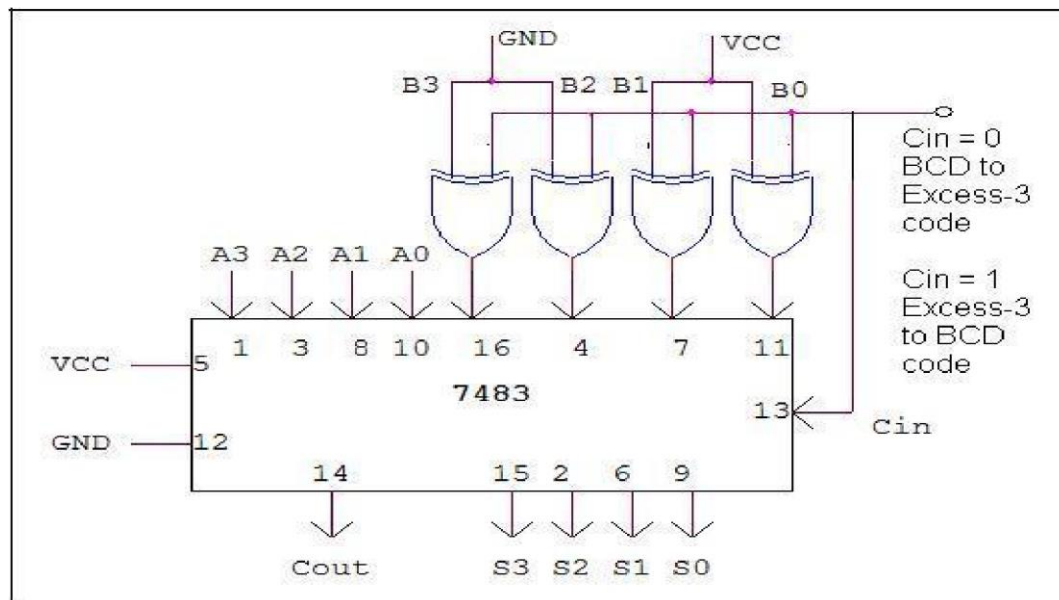 GND VCC
B3 B2 B1 B0
Cin = 0
BCD to
Excess-3
code
A3 A2 A1 A0
Cin = 1
Excess-3
to BCD
code
1 3 8 10 16 4 7 11
VCC 5
7483
13
Cin
GND 12
14 15 2 6 9
Cout S3 S2 S1 S0